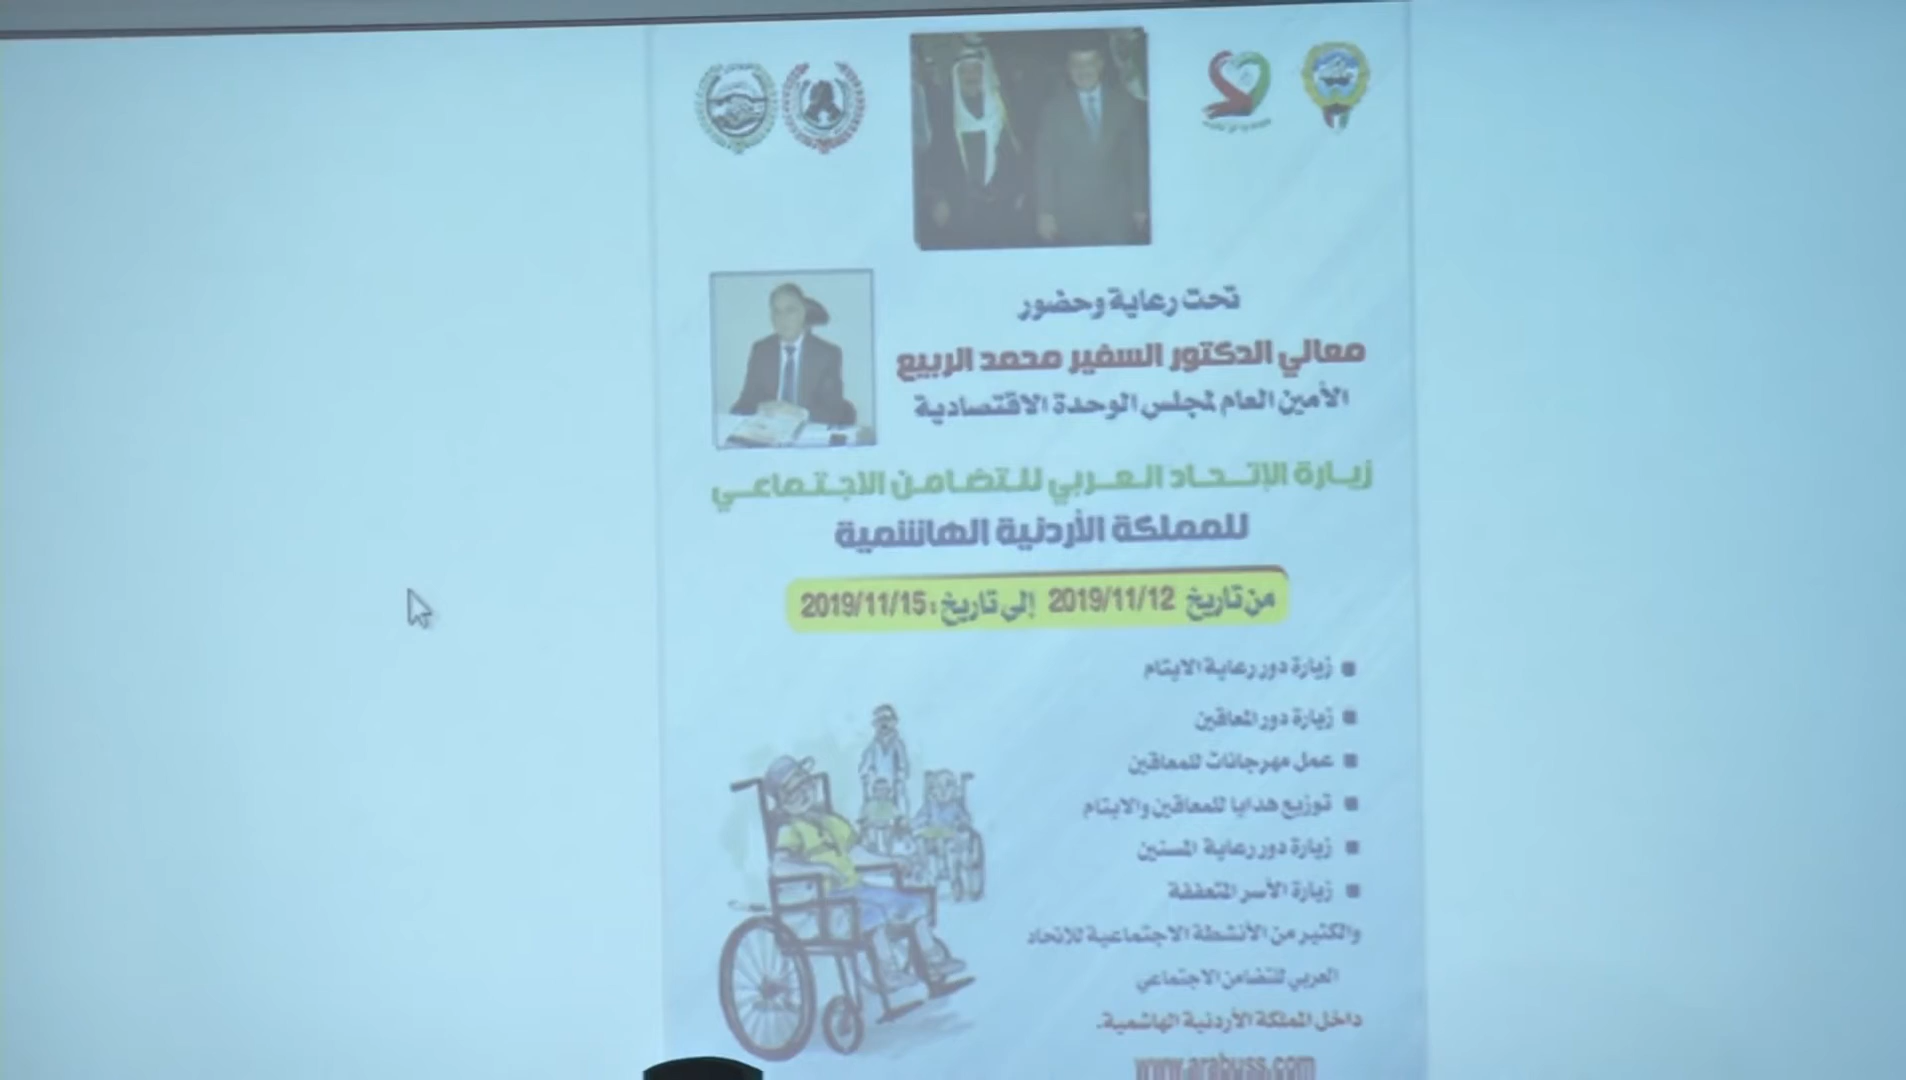 تحت رعاية وحضور
معالي الدكتور السفير محمد الربيع
الأمين العام لمجلس الوحدة الاقتصادية
زيارة الإتحاد العربي للتضامن الاجتماعي
للمملكة الأردنية الهاشمية
من تاريخ 2019/11/12 إلى تاريخ : 2019/11/15
زيارة دور رعاية الايتام
زيارة دور المعاقين
عمل مهرجانات للمعاقين
توزيع هدايا للمعاقين والايتام
زيارة دور رعاية المسنين
زيارة الأسر المتعففة
والكثير من الأنشطة الاجتماعية للاتحاد
العربي للتضامن الاجتماعي
داخل المملكة الأردنية الهاشمية.
www.arabuss.com